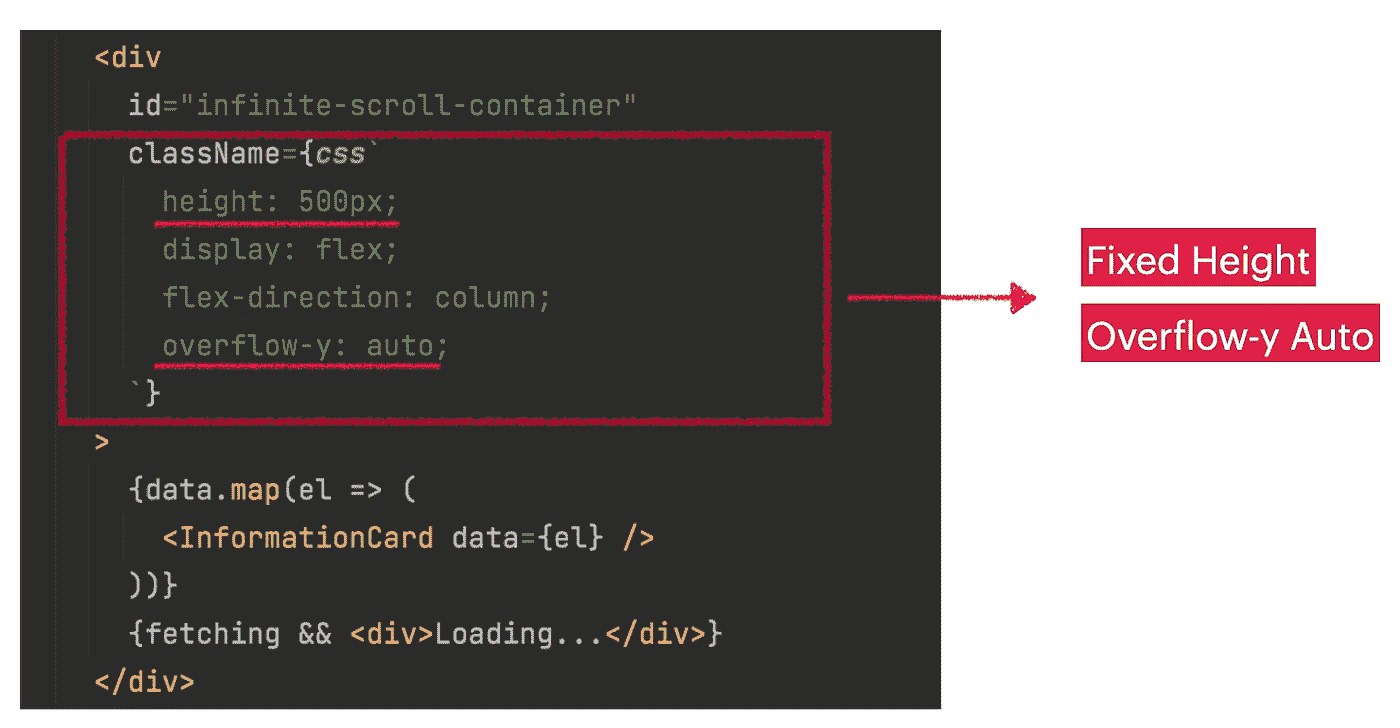 <div
id="infinite-scroll-container"
className={css`
height: 500px;
display: flex;
flex-direction: column;
overflow-y: auto;
`}
>
{data.map(el => (
<InformationCard data={el} />
))}
{fetching && <div>Loading...</div>}
</div>
Fixed Height
Overflow-y Auto